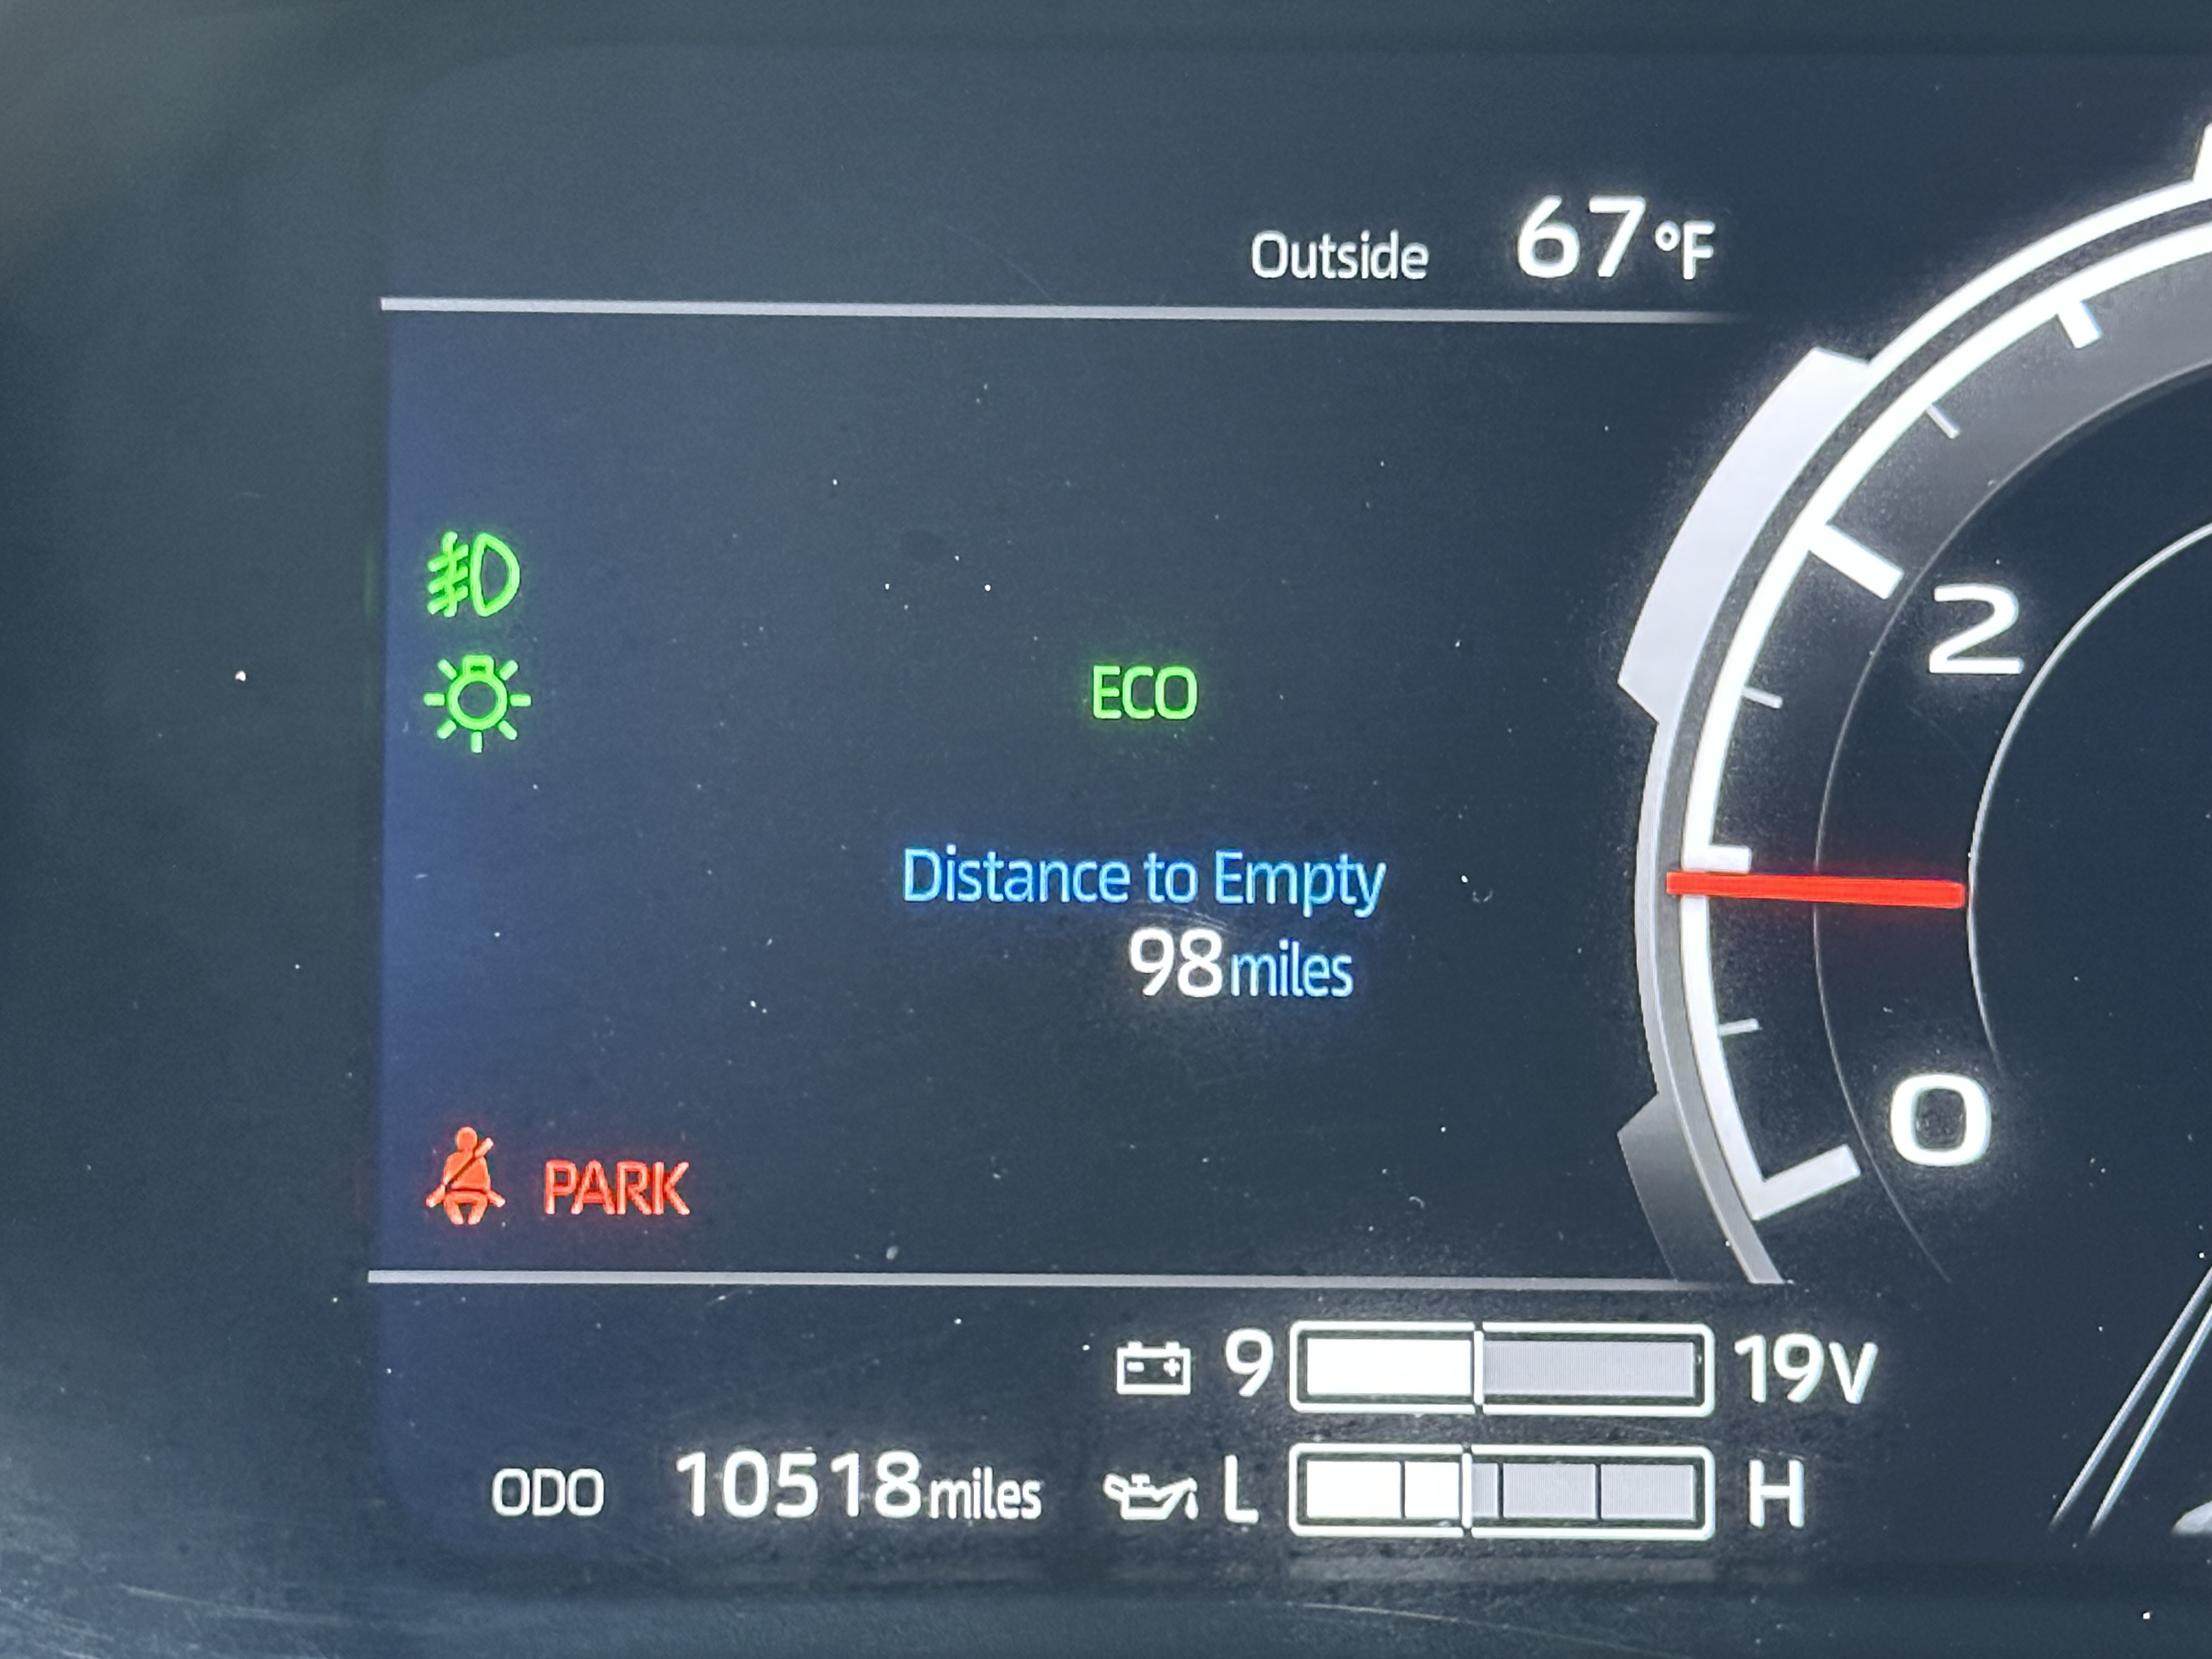 Outside 67°F
2
ECO
Distance to Empty
98 miles
0
PARK
9 19V
ODO 10518 miles L H